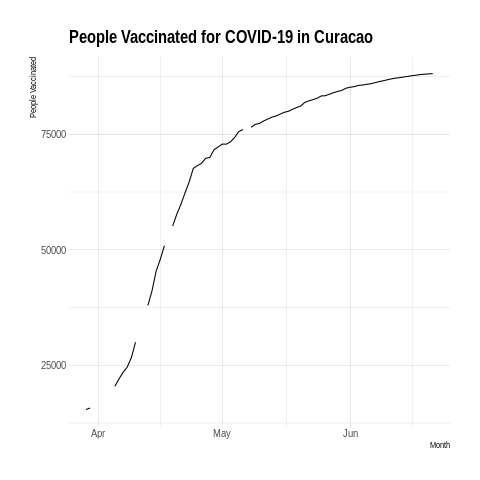 People Vaccinated for COVID-19 in Curacao
People Vaccinated
75000
50000
25000
Apr May Jun
Month